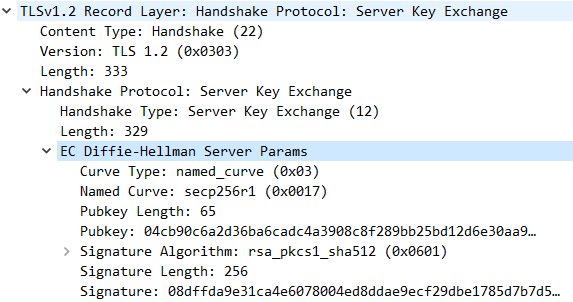 TLSv1.2 Record Layer: Handshake Protocol: Server Key Exchange
Content Type: Handshake (22)
Version: TLS 1.2 (0x0303)
Length: 333
Handshake Protocol: Server Key Exchange
Handshake Type: Server Key Exchange (12)
Length: 329
EC Diffie-Hellman Server Params
Curve Type: named_curve (0x03)
Named Curve: secp256r1 (0x0017)
Pubkey Length: 65
Pubkey: 04cb90c6a2d36ba6cadc4a3908c8f289bb25bd12d6e30aa9…
Signature Algorithm: rsa_pkcs1_sha512 (0x0601)
Signature Length: 256
Signature: 08dffda9e31ca4e6078004ed8ddae9ecf29dbe1785d7b7d5…